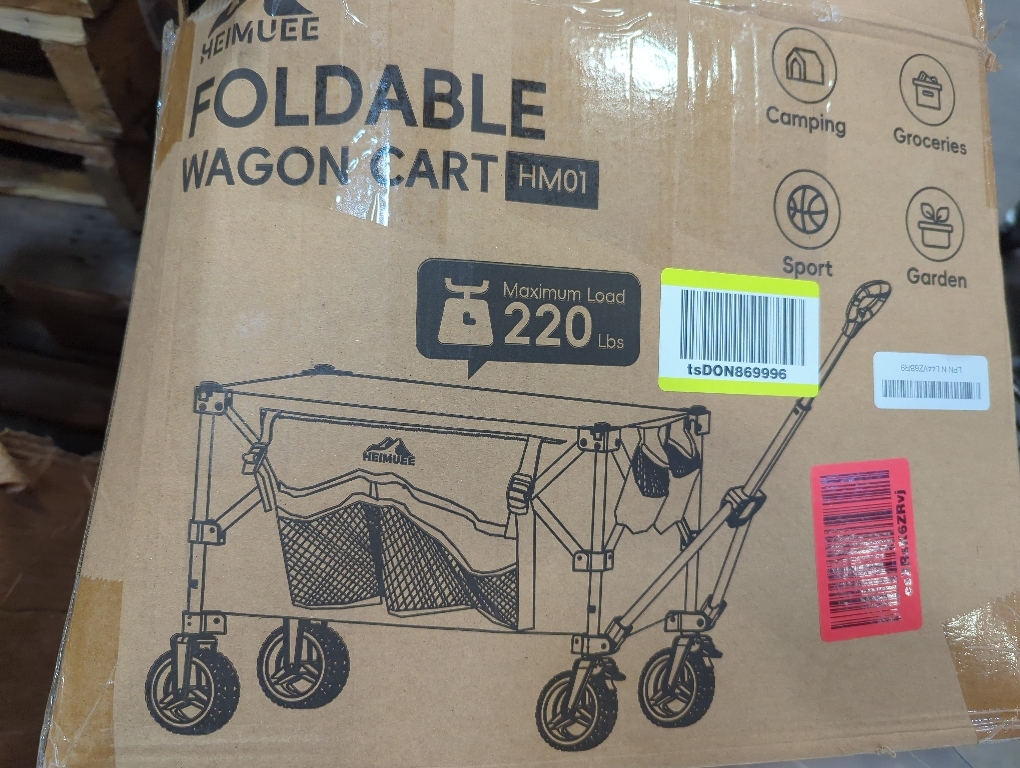 HEIMUEE
FOLDABLE
WAGON CART HM01
Camping
Groceries
Sport
Garden
Maximum Load
220 Lbs
tsDON869996
HEIMUEE